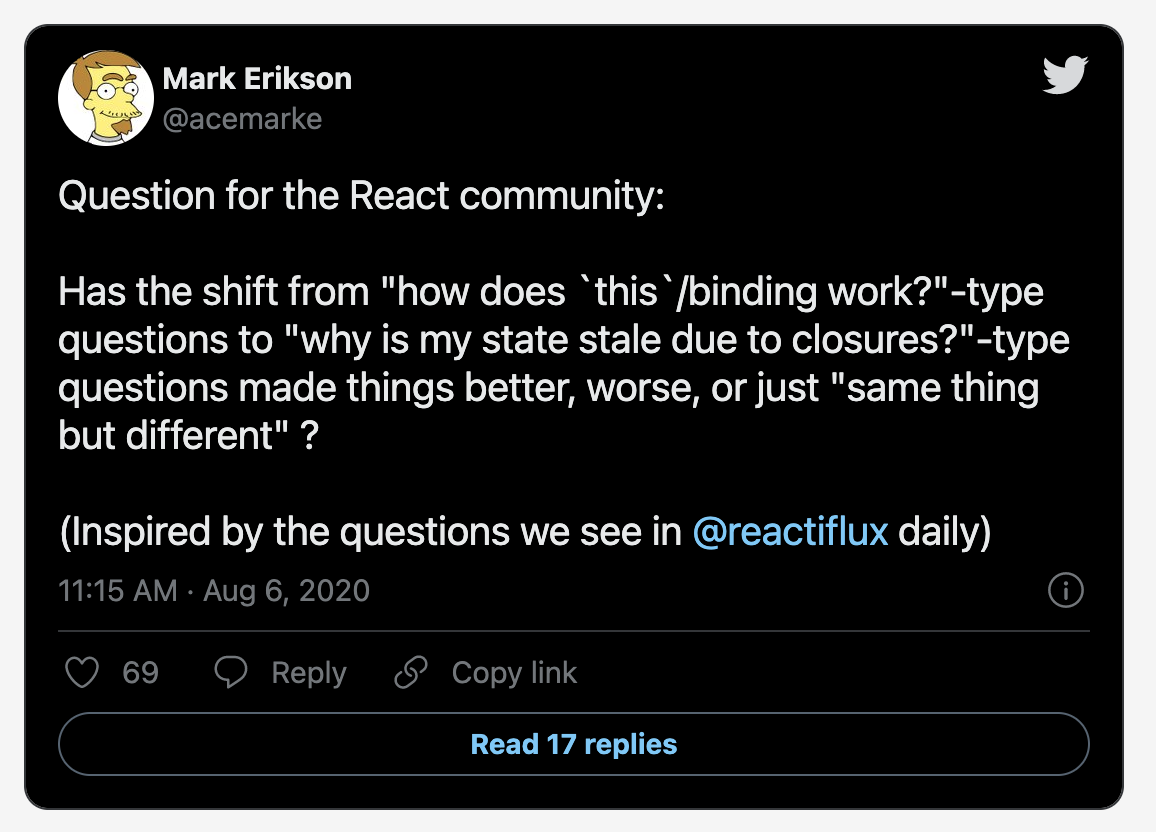 Mark Erikson
@acemarke
Question for the React community:
Has the shift from "how does `this`/binding work?"-type
questions to "why is my state stale due to closures?"-type
questions made things better, worse, or just "same thing
but different" ?
(Inspired by the questions we see in @reactiflux daily)
11:15 AM · Aug 6, 2020
69 Reply Copy link
Read 17 replies